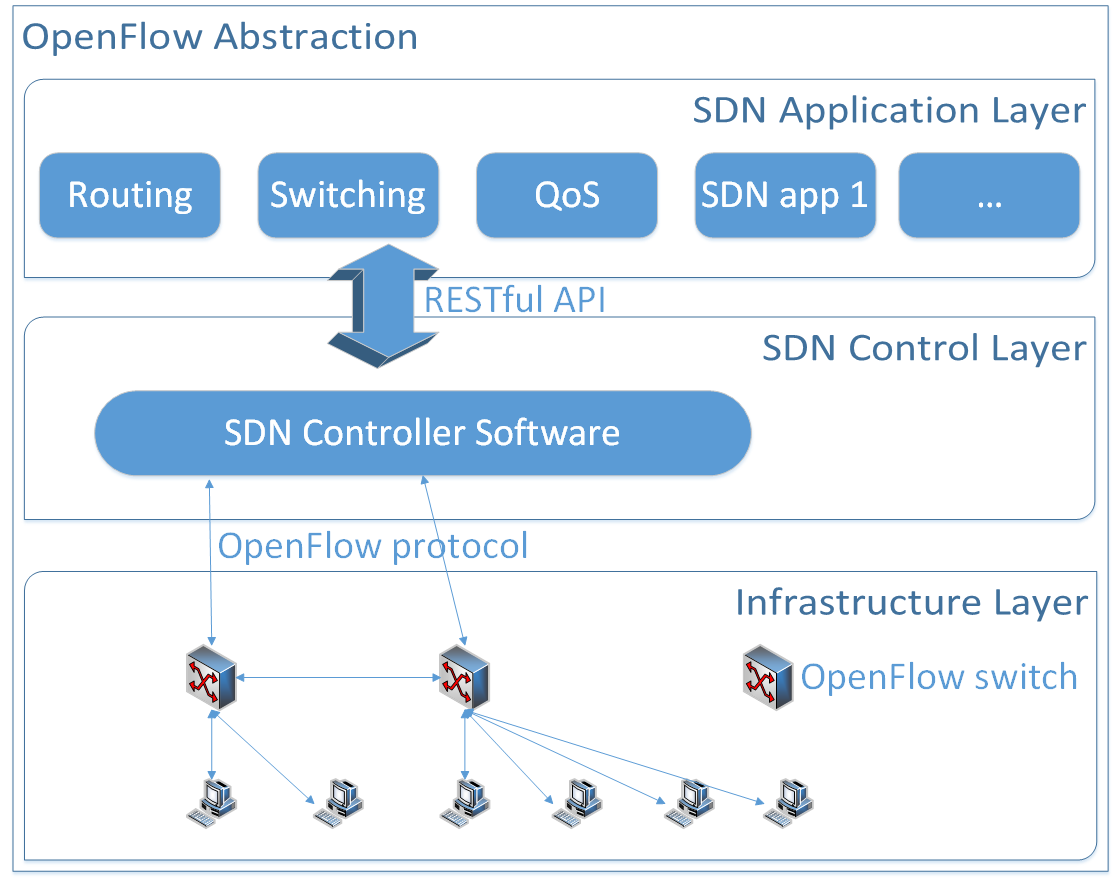 OpenFlow Abstraction
SDN Application Layer
Routing
Switching
QoS
SDN app 1
...
RESTful API
SDN Control Layer
SDN Controller Software
OpenFlow protocol
Infrastructure Layer
OpenFlow switch